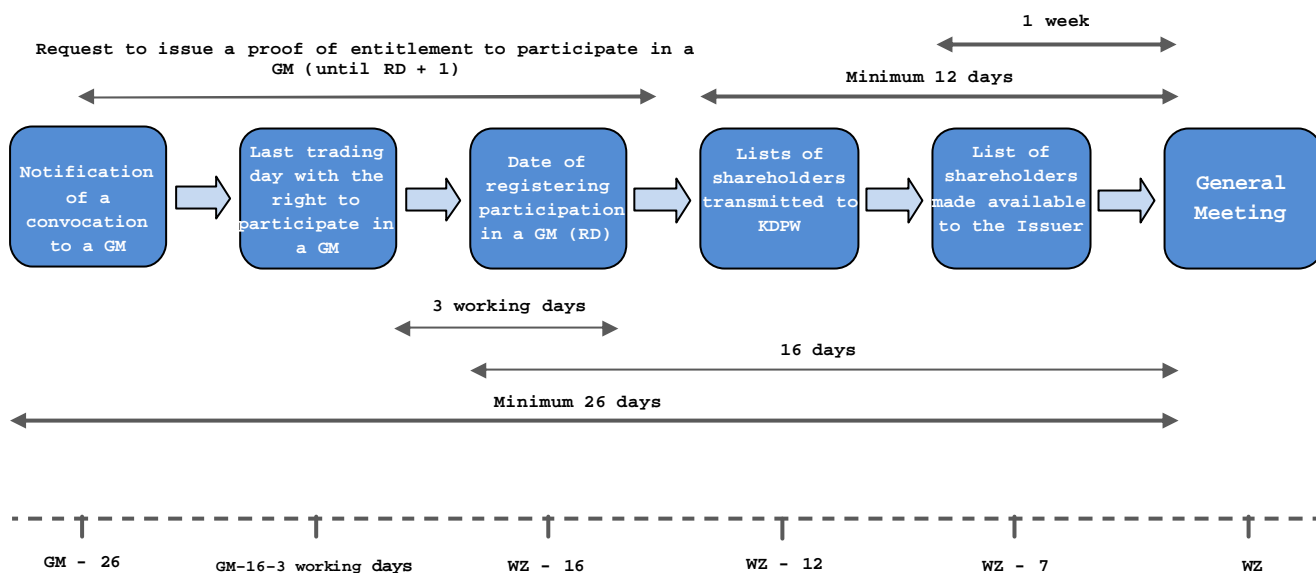 1 week
Request to issue a proof of entitlement to participate in a
GM (until RD + 1)
Minimum 12 days
Notification
of a
convocation
to a GM
Last trading
day with the
right to
participate in
a GM
Date of
registering
participation
in a GM (RD)
Lists of
shareholders
transmitted to
KDPW
List of
shareholders
made available
to the Issuer
General
Meeting
3 working days
16 days
Minimum 26 days
GM - 26
GM-16-3 working days
WZ - 16
WZ - 12
WZ - 7
WZ